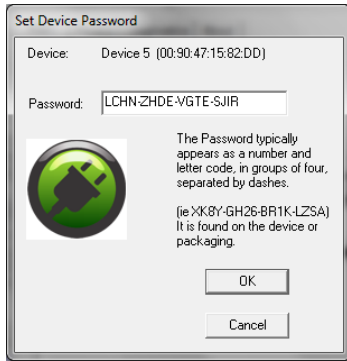 Set Device Password
Device: Device 5 (00:90:47:15:82:DD)
Password: LCHN-ZHDE-VGTE-SJIR
The Password typically
appears as a number and
letter code, in groups of four,
separated by dashes.
(ie XK8Y-GH26-BR1K-LZSA)
It is found on the device or
packaging.
OK
Cancel